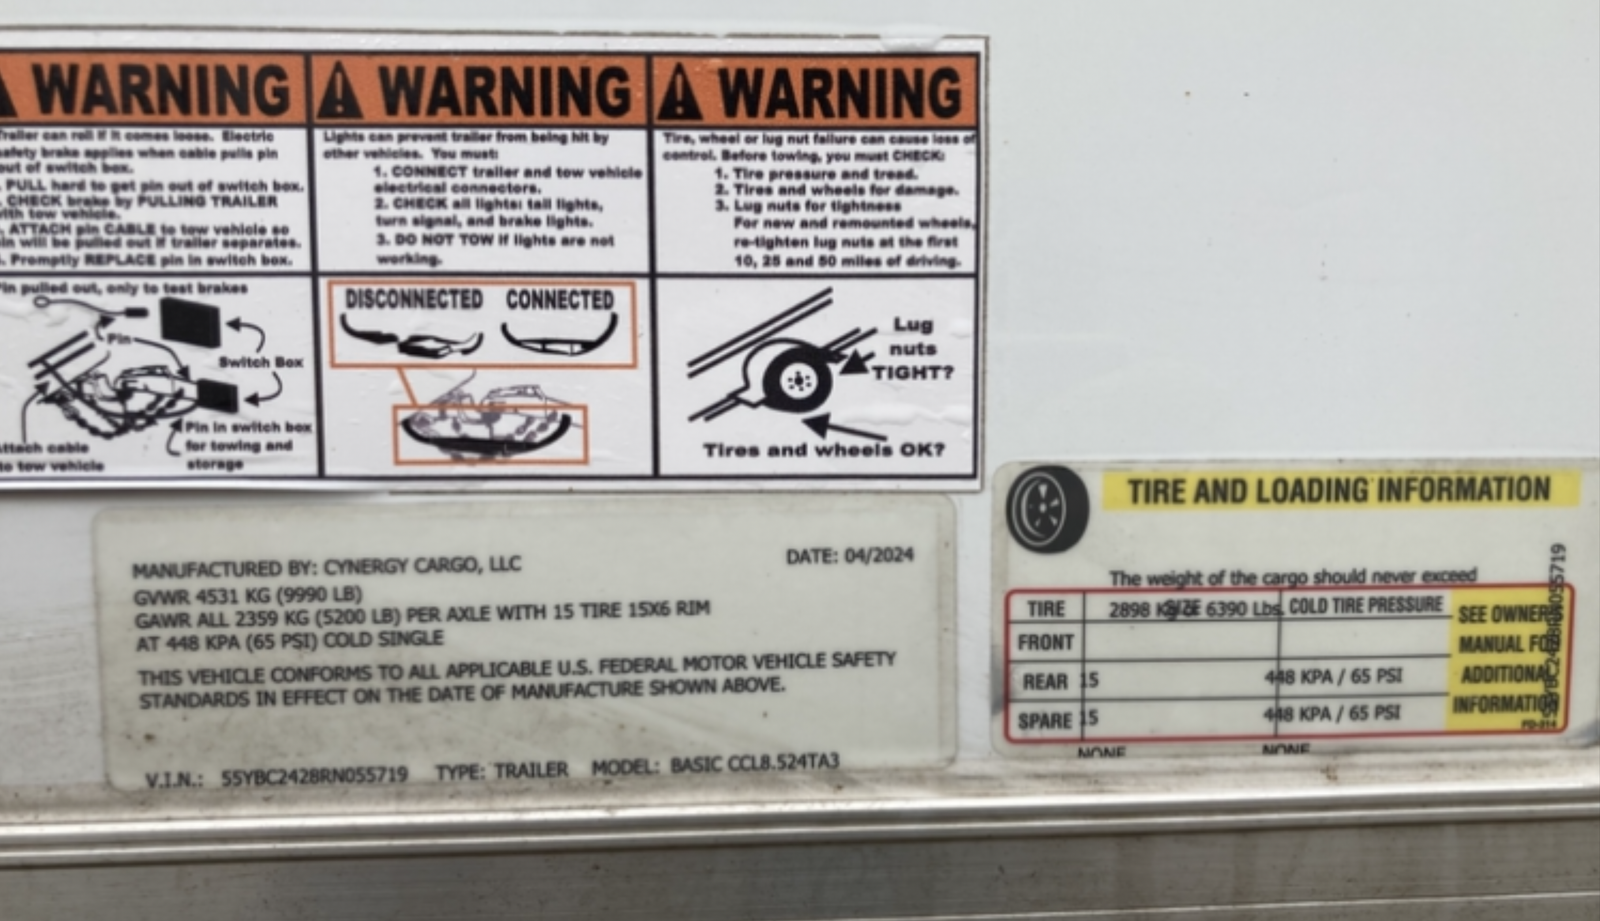 WARNING
Trailer can roll if it comes loose. Electric
safety brake applies when cable pulls pin
out of switch box.
. PULL hard to get pin out of switch box.
. CHECK brake by PULLING TRAILER
with tow vehicle.
. ATTACH pin CABLE to tow vehicle so
pin will be pulled out if trailer separates.
. Promptly REPLACE pin in switch box.
Pin pulled out, only to test brakes
Pin
Switch Box
Attach cable
to tow vehicle
Pin in switch box
for towing and
storage
WARNING
Lights can prevent trailer from being hit by
other vehicles. You must:
1. CONNECT trailer and tow vehicle
electrical connectors.
2. CHECK all lights: tail lights,
turn signal, and brake lights.
3. DO NOT TOW if lights are not
working.
DISCONNECTED CONNECTED
WARNING
Tire, wheel or lug nut failure can cause loss of
control. Before towing, you must CHECK:
1. Tire pressure and tread.
2. Tires and wheels for damage.
3. Lug nuts for tightness
For new and remounted wheels,
re-tighten lug nuts at the first
10, 25 and 50 miles of driving.
Lug
nuts
TIGHT?
Tires and wheels OK?
MANUFACTURED BY: CYNERGY CARGO, LLC DATE: 04/2024
GVWR 4531 KG (9990 LB)
GAWR ALL 2359 KG (5200 LB) PER AXLE WITH 15 TIRE 15X6 RIM
AT 448 KPA (65 PSI) COLD SINGLE
THIS VEHICLE CONFORMS TO ALL APPLICABLE U.S. FEDERAL MOTOR VEHICLE SAFETY
STANDARDS IN EFFECT ON THE DATE OF MANUFACTURE SHOWN ABOVE.
V.I.N.: 55YBC2428RN055719 TYPE: TRAILER MODEL: BASIC CCL8.524TA3
TIRE AND LOADING INFORMATION
The weight of the cargo should never exceed
2898 KG 6390 Lbs.
TIRE SIZE COLD TIRE PRESSURE
FRONT
REAR 15 448 KPA / 65 PSI
SPARE 15 448 KPA / 65 PSI
NONE NONE
SEE OWNERS
MANUAL FOR
ADDITIONAL
INFORMATION
55YBC2428RN055719